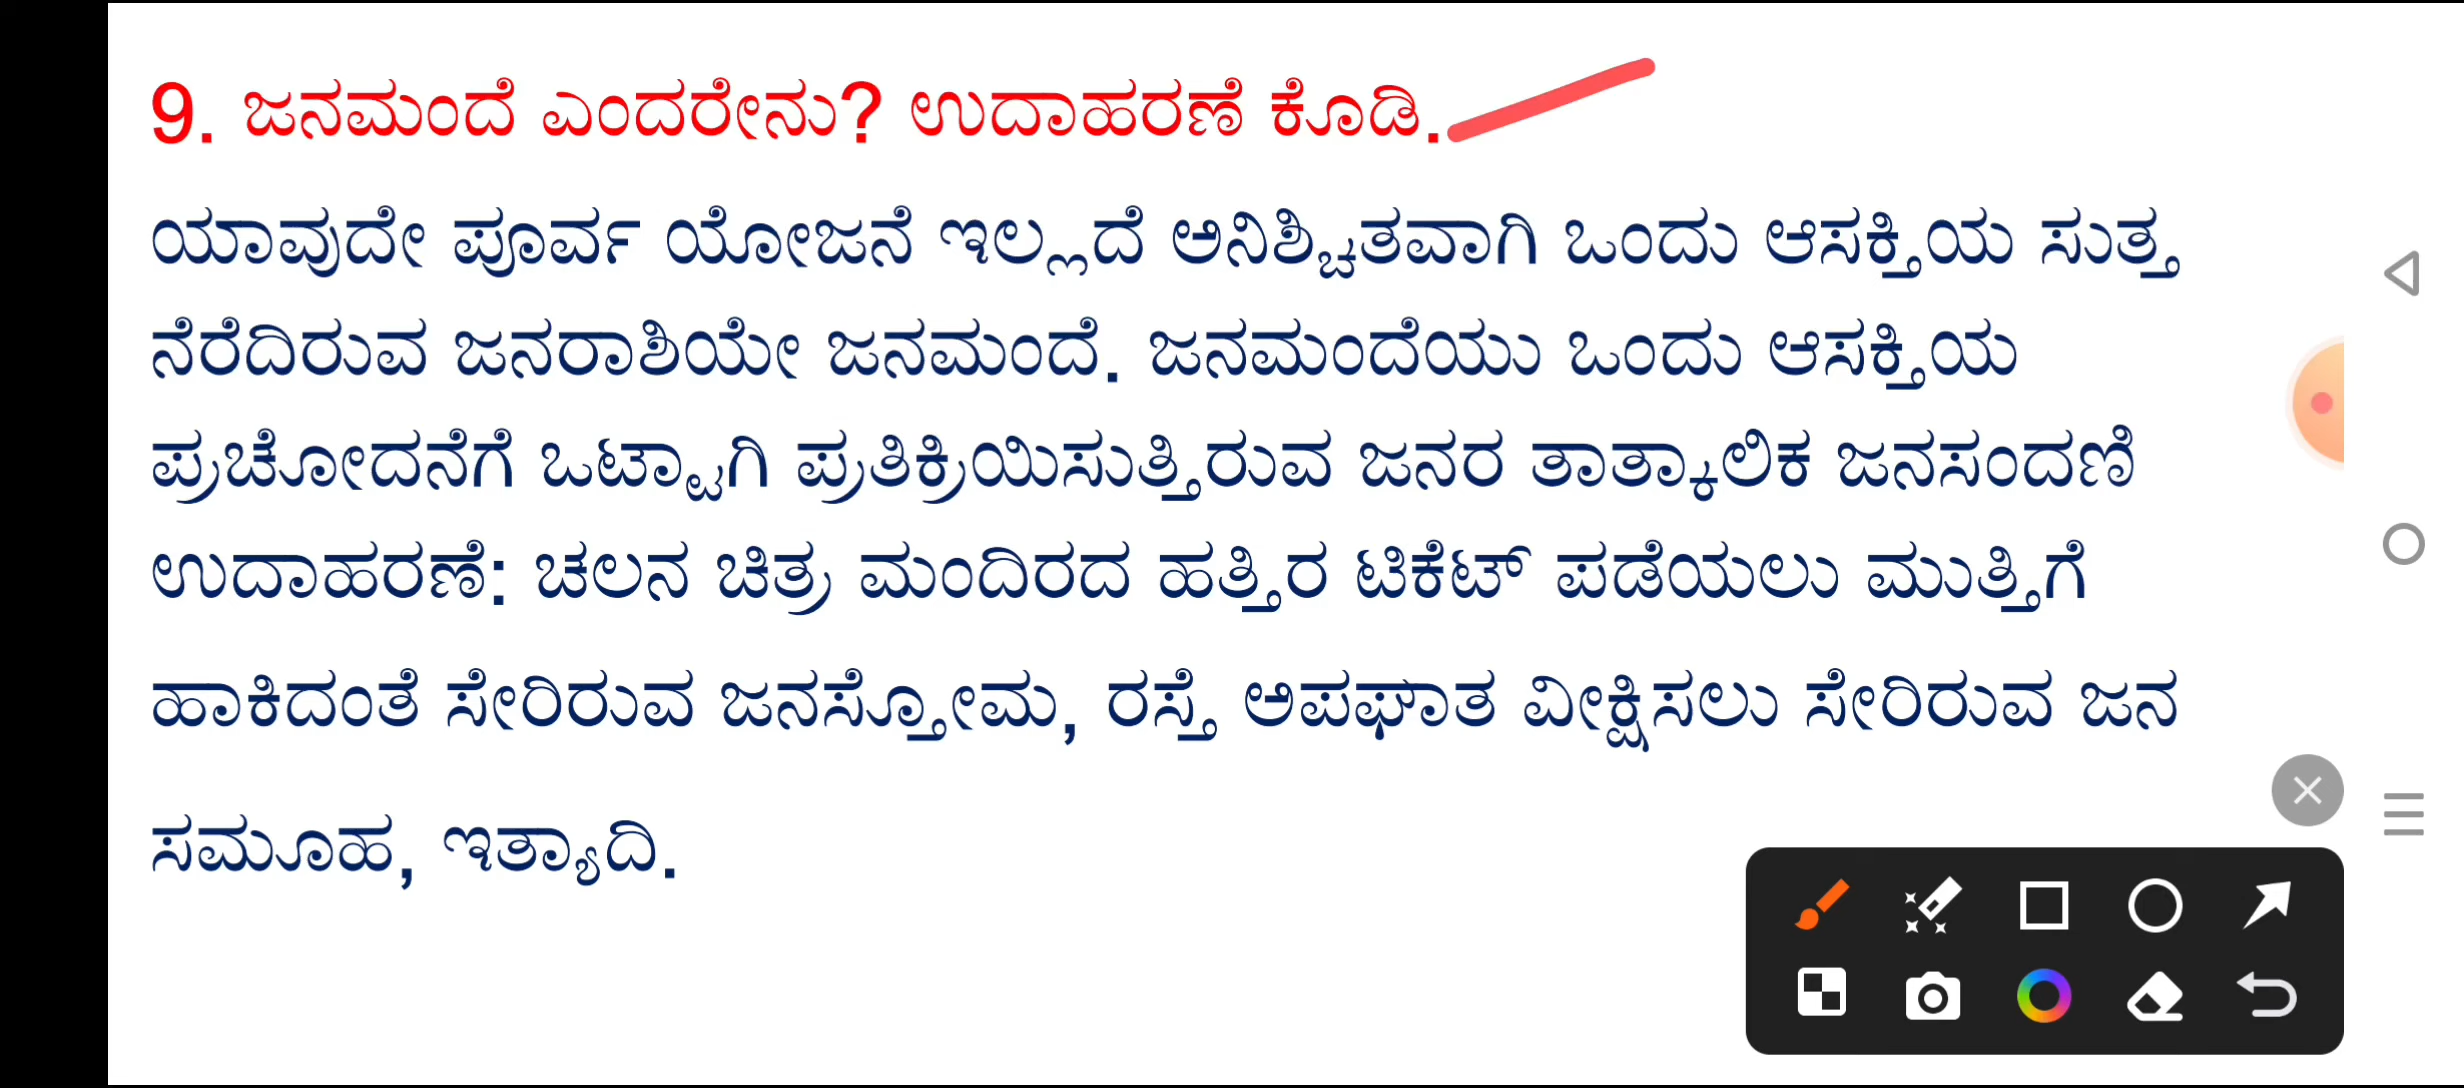 9. ಜನಮಂದೆ ಎಂದರೇನು? ಉದಾಹರಣೆ ಕೊಡಿ.
ಯಾವುದೇ ಪೂರ್ವ ಯೋಜನೆ ಇಲ್ಲದೆ ಅನಿಶ್ಚಿತವಾಗಿ ಒಂದು ಆಸಕ್ತಿಯ ಸುತ್ತ
ನೆರೆದಿರುವ ಜನರಾಶಿಯೇ ಜನಮಂದೆ. ಜನಮಂದೆಯು ಒಂದು ಆಸಕ್ತಿಯ
ಪ್ರಚೋದನೆಗೆ ಒಟ್ಟಾಗಿ ಪ್ರತಿಕ್ರಿಯಿಸುತ್ತಿರುವ ಜನರ ತಾತ್ಕಾಲಿಕ ಜನಸಂದಣಿ
ಉದಾಹರಣೆ: ಚಲನ ಚಿತ್ರ ಮಂದಿರದ ಹತ್ತಿರ ಟಿಕೆಟ್ ಪಡೆಯಲು ಮುತ್ತಿಗೆ
ಹಾಕಿದಂತೆ ಸೇರಿರುವ ಜನಸ್ತೋಮ, ರಸ್ತೆ ಅಪಘಾತ ವೀಕ್ಷಿಸಲು ಸೇರಿರುವ ಜನ
ಸಮೂಹ, ಇತ್ಯಾದಿ.